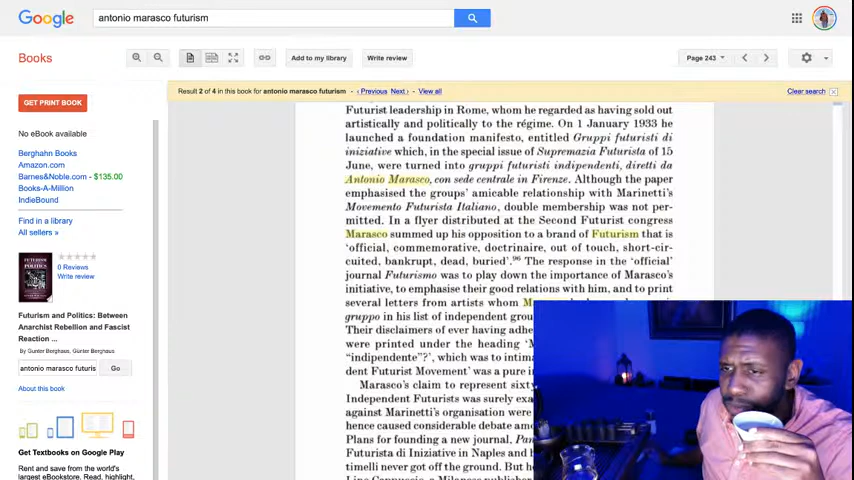 Google
antonio marasco futurism
Books
Add to my library
Write review
Page 243
GET PRINT BOOK
No eBook available
Berghahn Books
Amazon.com
Barnes&Noble.com - $135.00
Books-A-Million
IndieBound
Find in a library
All sellers »
0 Reviews
Write review
FUTURISM
POLITICS
Futurism and Politics: Between
Anarchist Rebellion and Fascist
Reaction ...
By Günter Berghaus, Günter Berghaus
antonio marasco futuris
Go
About this book
Get Textbooks on Google Play
Rent and save from the world's
largest eBookstore. Read, highlight,
Result 2 of 4 in this book for antonio marasco futurism - ‹ Previous Next › - View all
Clear search
Futurist leadership in Rome, whom he regarded as having sold out
artistically and politically to the régime. On 1 January 1933 he
launched a foundation manifesto, entitled Gruppi futuristi di
iniziative which, in the special issue of Supremazia Futurista of 15
June, were turned into gruppi futuristi indipendenti, diretti da
Antonio Marasco, con sede centrale in Firenze. Although the paper
emphasised the groups' amicable relationship with Marinetti's
Movimento Futurista Italiano, double membership was not per-
mitted. In a flyer distributed at the Second Futurist congress
Marasco summed up his opposition to a brand of Futurism that is
'official, commemorative, doctrinaire, out of touch, short-cir-
cuited, bankrupt, dead, buried'.96 The response in the 'official'
journal Futurismo was to play down the importance of Marasco's
initiative, to emphasise their good relations with him, and to print
several letters from artists whom
gruppo in his list of independent
Their disclaimers of ever having
were printed under the heading
"indipendente"?', which was to
dent Futurist Movement' was a pure
Marasco's claim to represent
Independent Futurists was surely
against Marinetti's organisation were
hence caused considerable debate
Plans for founding a new journal,
Futurista di Iniziativa in Naples and
timelli never got off the ground. But